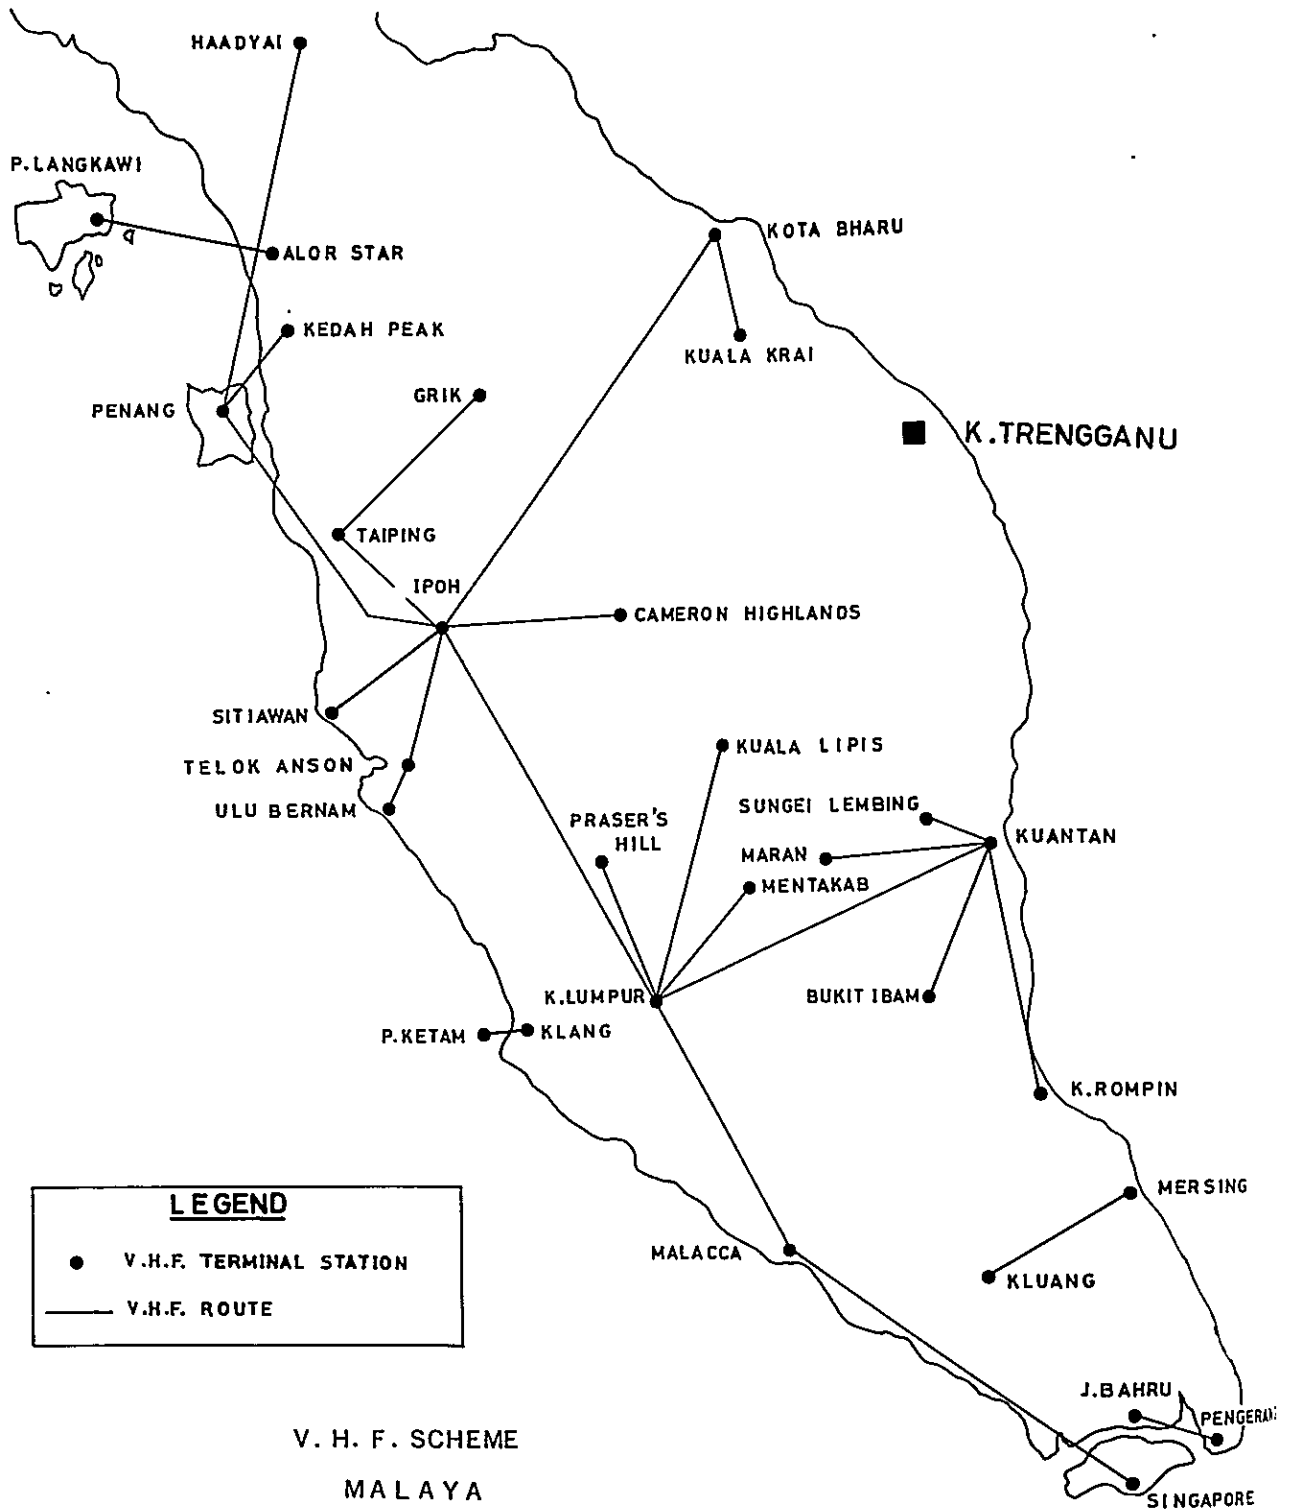 HAADYAI
P.LANGKAWI
ALOR STAR
KOTA BHARU
KEDAH PEAK
KUALA KRAI
GRIK
PENANG
K.TRENGGANU
TAIPING
IPOH
CAMERON HIGHLANDS
SITIAWAN
TELOK ANSON
KUALA LIPIS
ULU BERNAM
SUNGEI LEMBING
PRASER'S
HILL
KUANTAN
MARAN
MENTAKAB
K.LUMPUR
BUKIT IBAM
P.KETAM
KLANG
K.ROMPIN
MERSING
MALACCA
KLUANG
J.BAHRU
SINGAPORE
LEGEND
V.H.F. TERMINAL STATION
V.H.F. ROUTE
V. H. F. SCHEME
MALAYA